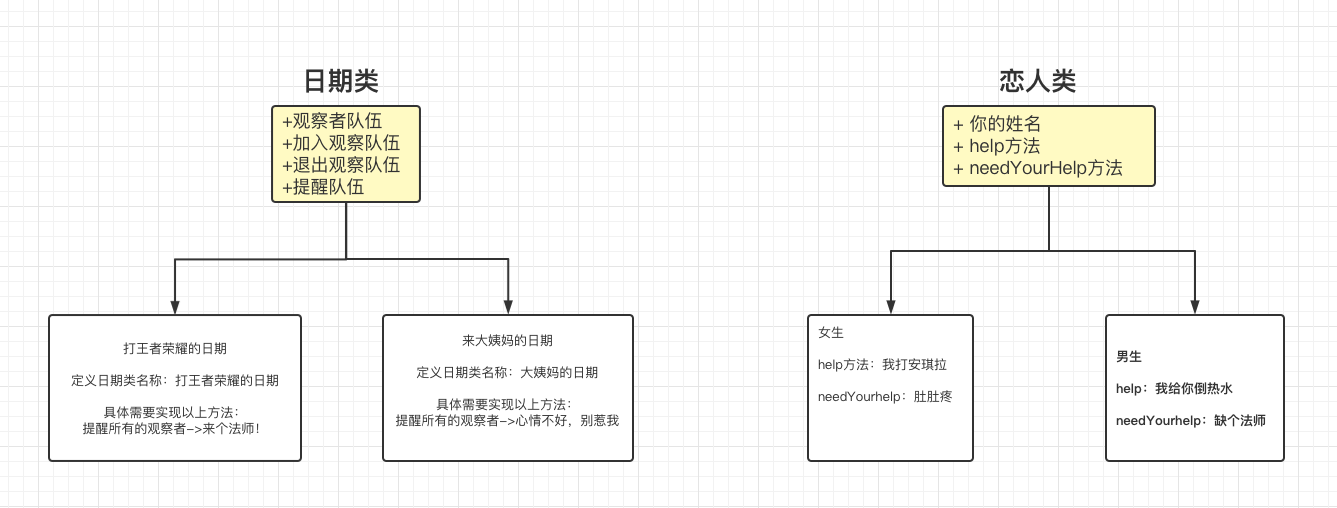 日期类
+观察者队伍
+加入观察队伍
+退出观察队伍
+提醒队伍
打王者荣耀的日期
定义日期类名称：打王者荣耀的日期
具体需要实现以上方法：
提醒所有的观察者->来个法师！
来大姨妈的日期
定义日期类名称：大姨妈的日期
具体需要实现以上方法：
提醒所有的观察者->心情不好，别惹我
恋人类
+ 你的姓名
+ help方法
+ needYourHelp方法
女生
help方法：我打安琪拉
needYourhelp：肚肚疼
男生
help：我给你倒热水
needYourhelp：缺个法师